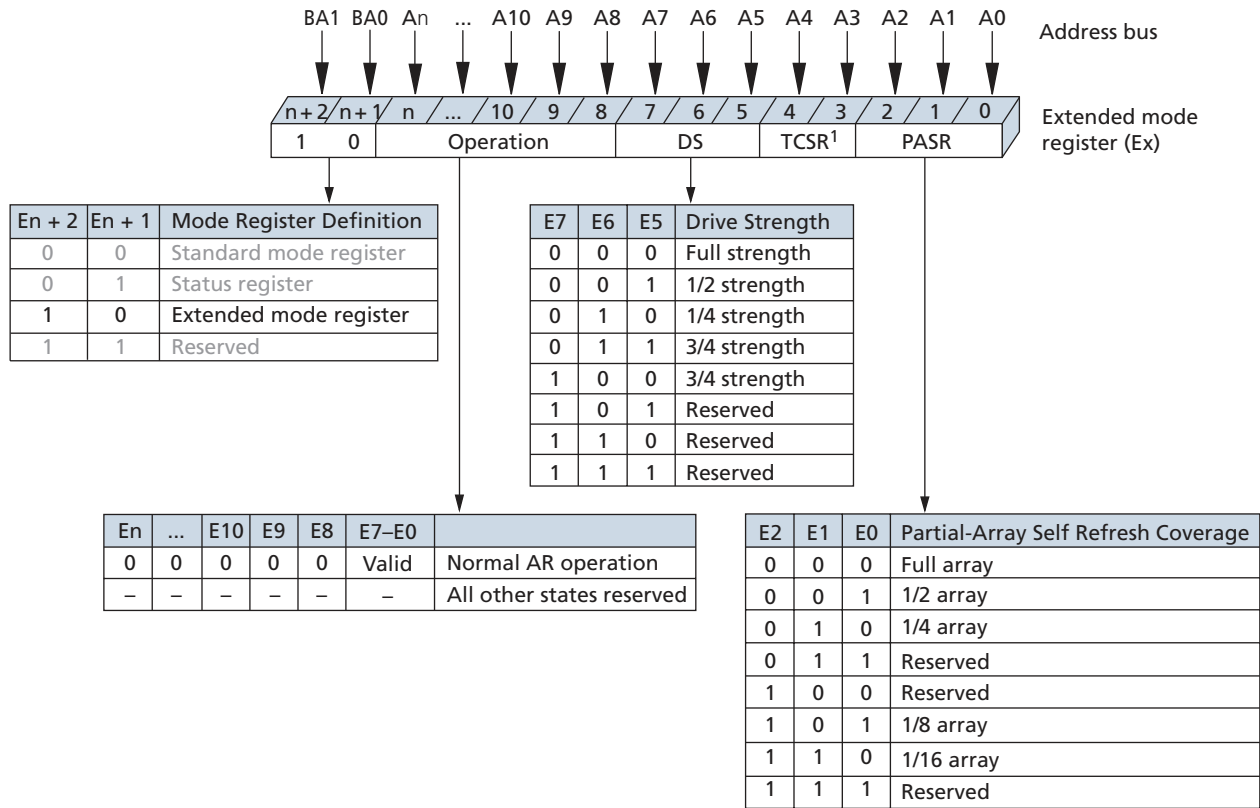 BA1 BA0 An ... A10 A9 A8 A7 A6 A5 A4 A3 A2 A1 A0 Address bus
n + 2 n + 1 n ... 10 9 8 7 6 5 4 3 2 1 0
Extended mode
register (Ex)
1 0 Operation DS TCSR1 PASR
En + 2 En + 1 Mode Register Definition
0 0 Standard mode register
0 1 Status register
1 0 Extended mode register
1 1 Reserved
E7 E6 E5 Drive Strength
0 0 0 Full strength
0 0 1 1/2 strength
0 1 0 1/4 strength
0 1 1 3/4 strength
1 0 0 3/4 strength
1 0 1 Reserved
1 1 0 Reserved
1 1 1 Reserved
En ... E10 E9 E8 E7–E0
0 0 0 0 0 Valid Normal AR operation
– – – – – – All other states reserved
E2 E1 E0 Partial-Array Self Refresh Coverage
0 0 0 Full array
0 0 1 1/2 array
0 1 0 1/4 array
0 1 1 Reserved
1 0 0 Reserved
1 0 1 1/8 array
1 1 0 1/16 array
1 1 1 Reserved